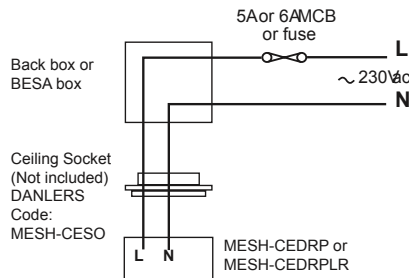 5A or 6A MCB
or fuse
L
Back box or
BESA box
~ 230Vac
N
Ceiling Socket
(Not included)
DANLERS
Code:
MESH-CESO
L N
MESH-CEDRP or
MESH-CEDRPLR